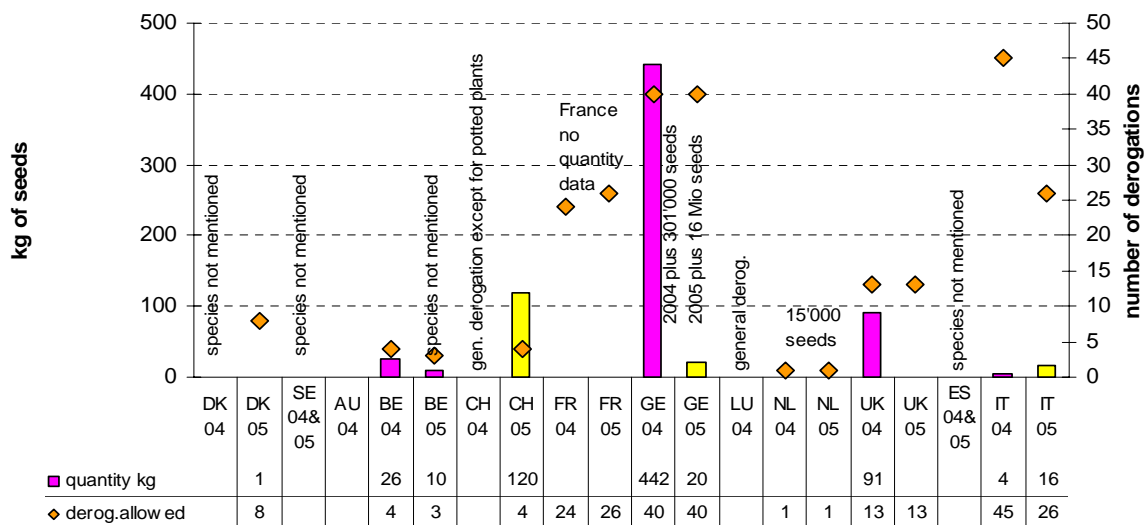 kg of seeds
number of derogations
500
400
300
200
100
0
50
45
40
35
30
25
20
15
10
5
0
species not mentioned
species not mentioned
species not mentioned
gen. derogation except for potted plants
France
no
quantity
data
2004 plus 301'000 seeds
2005 plus 16 Mio seeds
general derog.
15'000
seeds
species not mentioned
DK 04
DK 05
SE 04& 05
AU 04
BE 04
BE 05
CH 04
CH 05
FR 04
FR 05
GE 04
GE 05
LU 04
NL 04
NL 05
UK 04
UK 05
ES 04& 05
IT 04
IT 05
quantity kg 1 26 10 120 442 20 91 4 16
derog.allowed 8 4 3 4 24 26 40 40 1 1 13 13 45 26